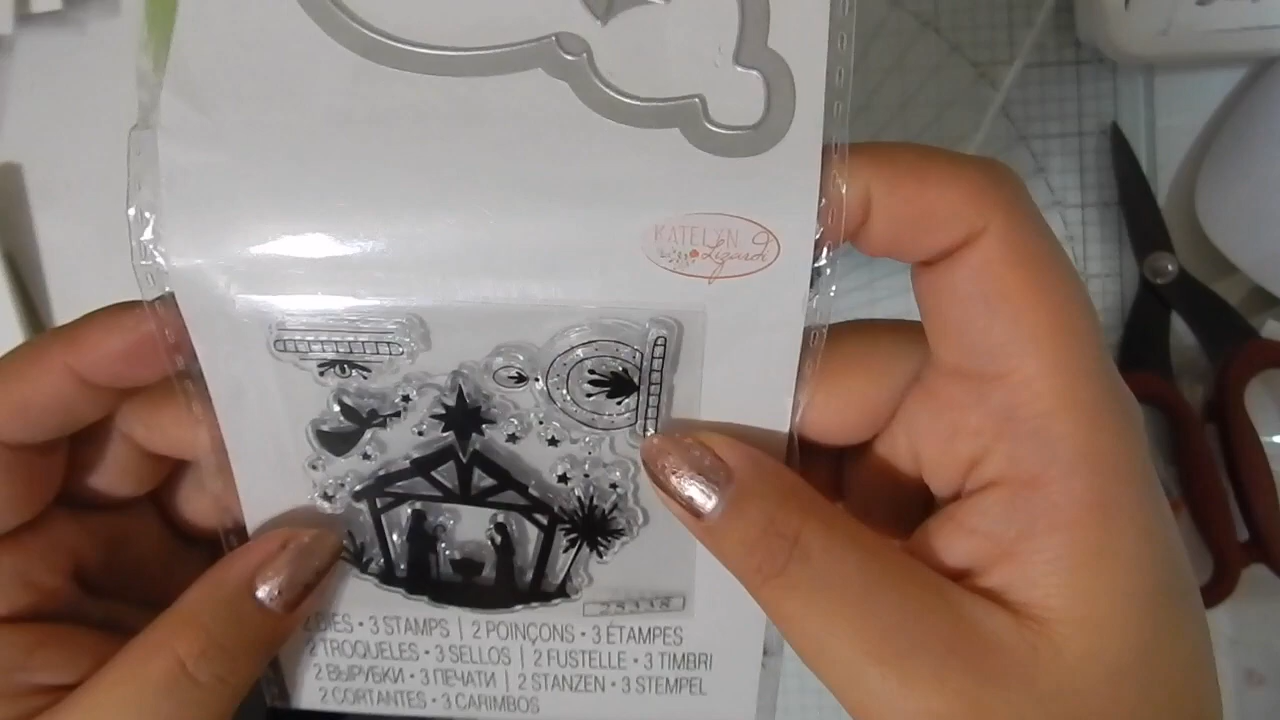 KATELYN
Lizardi
25338
2 DIES • 3 STAMPS | 2 POINÇONS • 3 ÉTAMPES
2 TROQUELES • 3 SELLOS | 2 FUSTELLE • 3 TIMBRI
2 ВЫРУБКИ • 3 ПЕЧАТИ | 2 STANZEN • 3 STEMPEL
2 CORTANTES • 3 CARIMBOS